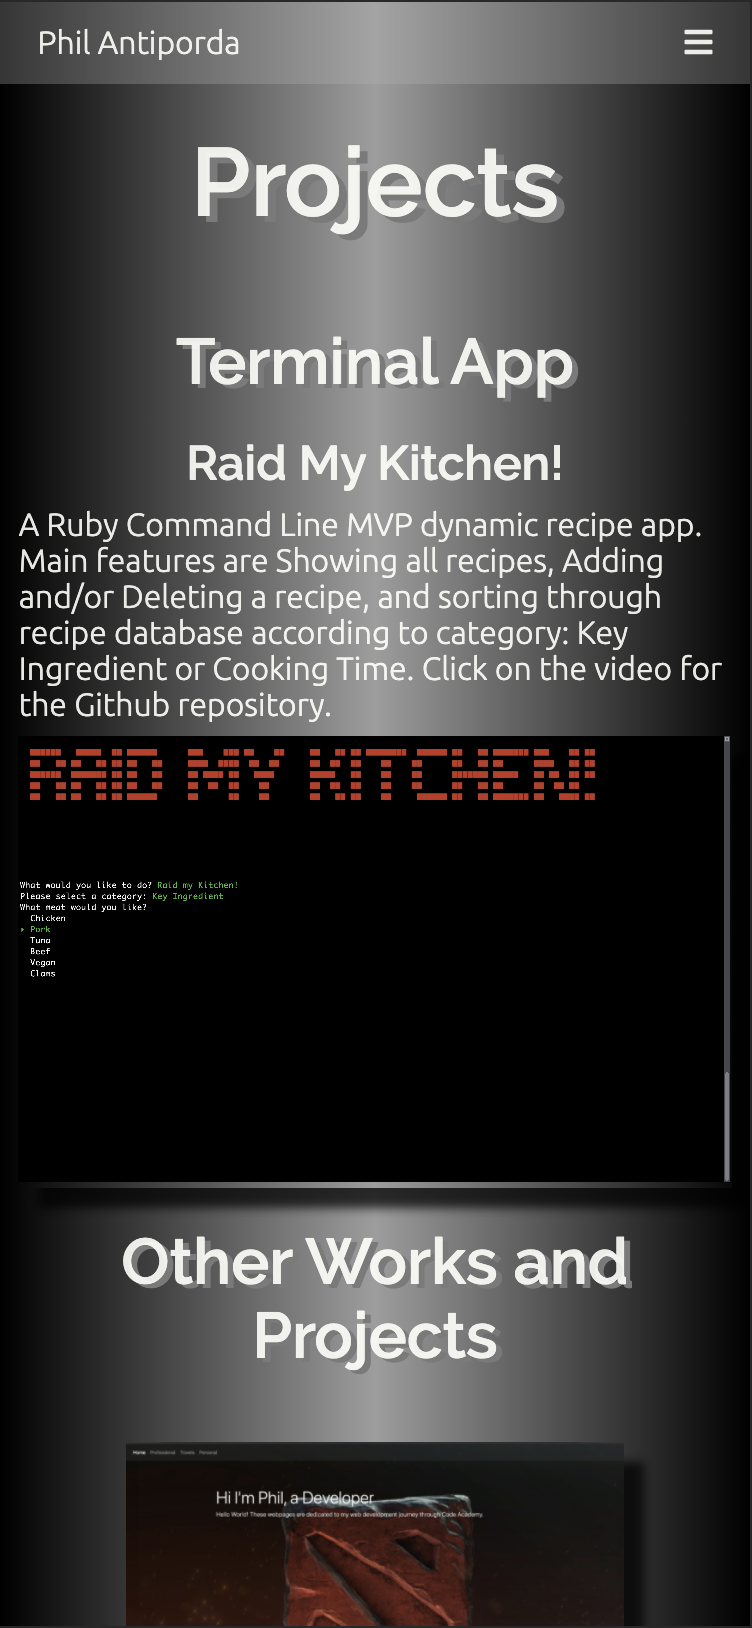 Phil Antiporda
Projects
Terminal App
Raid My Kitchen!
A Ruby Command Line MVP dynamic recipe app.
Main features are Showing all recipes, Adding
and/or Deleting a recipe, and sorting through
recipe database according to category: Key
Ingredient or Cooking Time. Click on the video for
the Github repository.
RAID MY KITCHEN!
What would you like to do? Raid my Kitchen!
Please select a category: Key Ingredient
What meat would you like?
Chicken
‣ Pork
Tuna
Beef
Vegan
Clams
Other Works and
Projects
Home Professional Travels Personal
Hi I'm Phil, a Developer
Hello World! These webpages are dedicated to my web development journey through Code Academy.